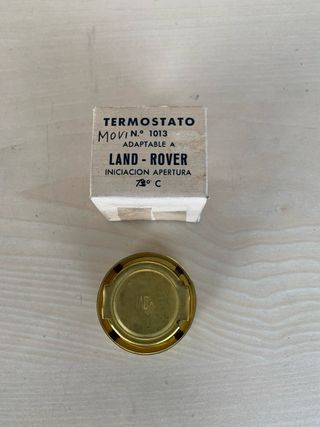 TERMOSTATO
MOVI N.º 1013
ADAPTABLE A
LAND - ROVER
INICIACION APERTURA
º C